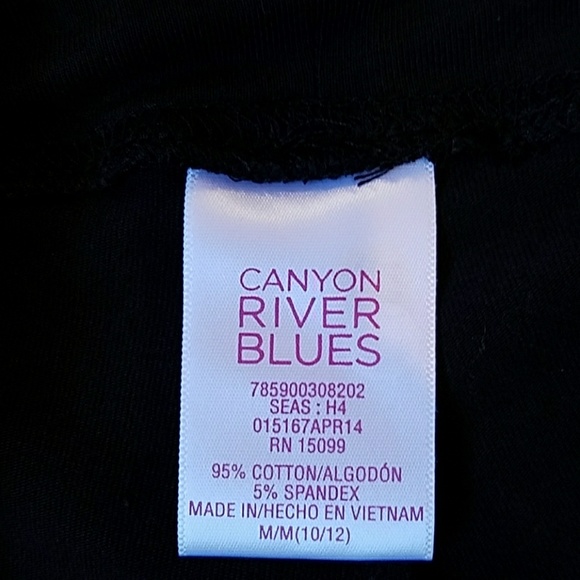 CANYON
RIVER
BLUES
785900308202
SEAS : H4
015167APR14
RN 15099
95% COTTON/ALGODÓN
5% SPANDEX
MADE IN/HECHO EN VIETNAM
M/M(10/12)